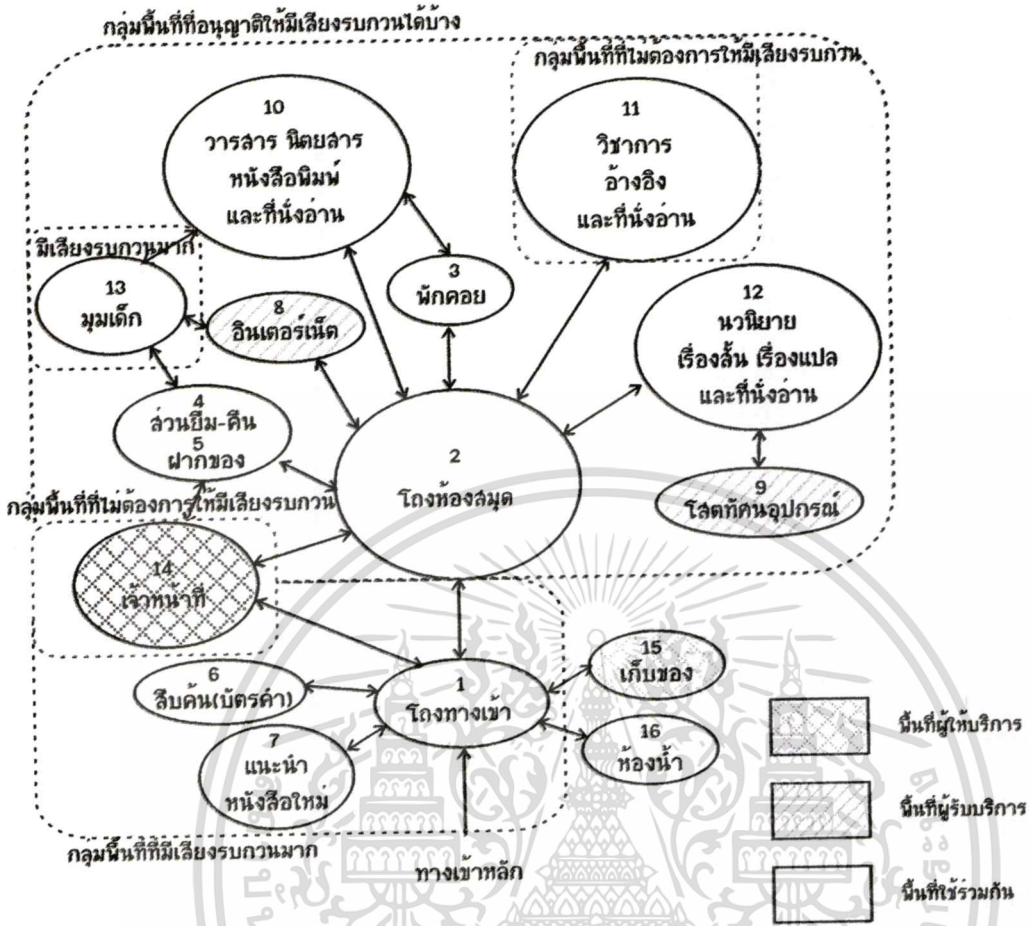 กลุ่มพื้นที่ที่อนุญาติให้มีเสียงรบกวนได้บ้าง
กลุ่มพื้นที่ที่ไม่ต้องการให้มีเสียงรบก่วน
10
วารสาร นิตยสาร
หนังสือพิมพ์
และที่นั่งอ่าน
11
วิชาการ
อ้างอิง
และที่นั่งอ่าน
มีเสียงรบกวนมาก
13
มุมเด็ก
8
อินเตอร์เน็ต
3
พักคอย
12
นวนิยาย
เรื่องสั้น เรื่องแปล
และที่นั่งอ่าน
4
ส่วนยืม-คืน
5
ฝากของ
2
โถงห้องสมุด
9
โสตทัศนอุปกรณ์
กลุ่มพื้นที่ที่ไม่ต้องการให้มีเสียงรบกวน
14
เจ้าหน้าที่
6
สืบค้น(บัตรคำ)
1
โถงทางเข้า
15
เก็บของ
7
แนะนำ
หนังสือใหม่
16
ห้องน้ำ
พื้นที่ผู้ให้บริการ
พื้นที่ผู้รับบริการ
พื้นที่ใช้ร่วมกัน
กลุ่มพื้นที่ที่มีเสียงรบกวนมาก
ทางเข้าหลัก